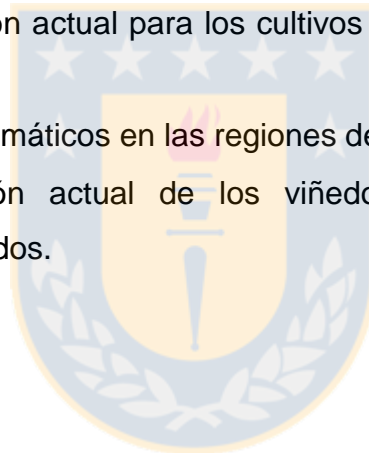 ón actual para los cultivos
máticos en las regiones de
ón actual de los viñedo
dos.